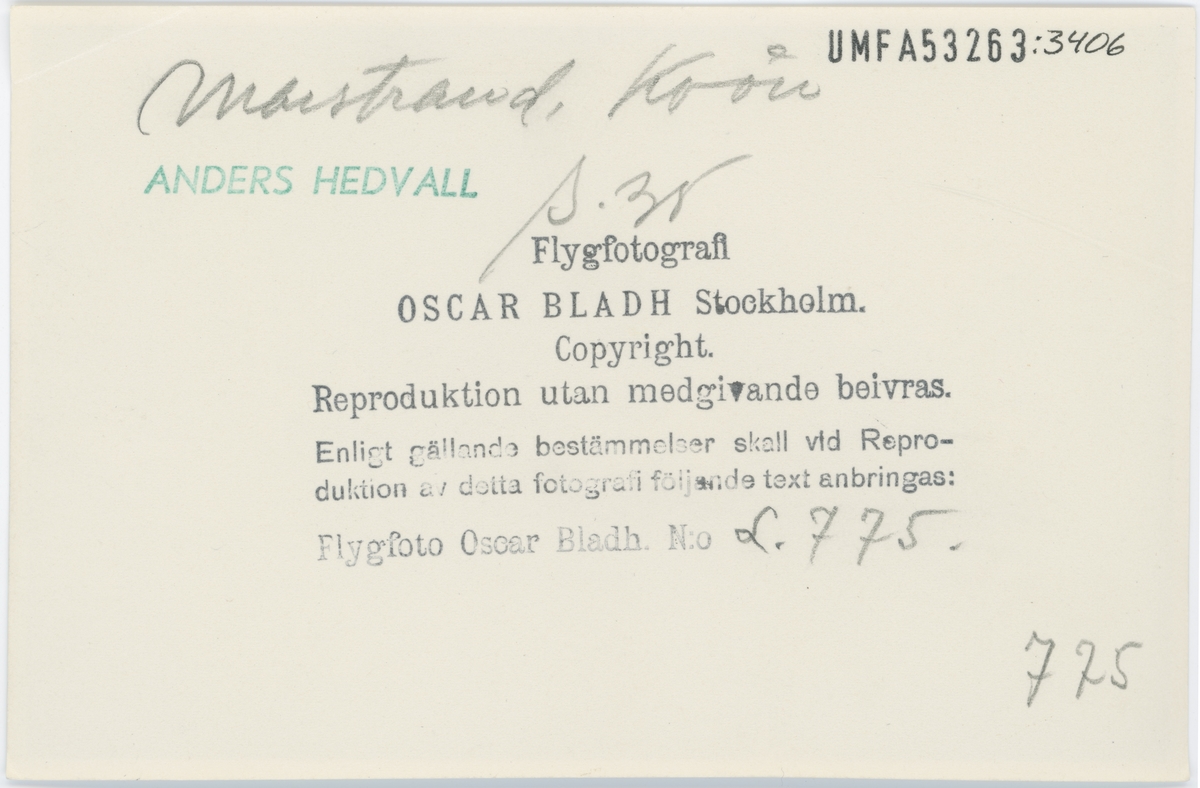 UMFA53263:3406
Marstrand, Koön
ANDERS HEDVALL
Flygfotografi
OSCAR BLADH Stockholm.
Copyright.
Reproduktion utan medgivande beivras.
Enligt gällande bestämmelser skall vid Repro-
duktion av detta fotografi följande text anbringas:
Flygfoto Oscar Bladh. N:o L. 775.
775